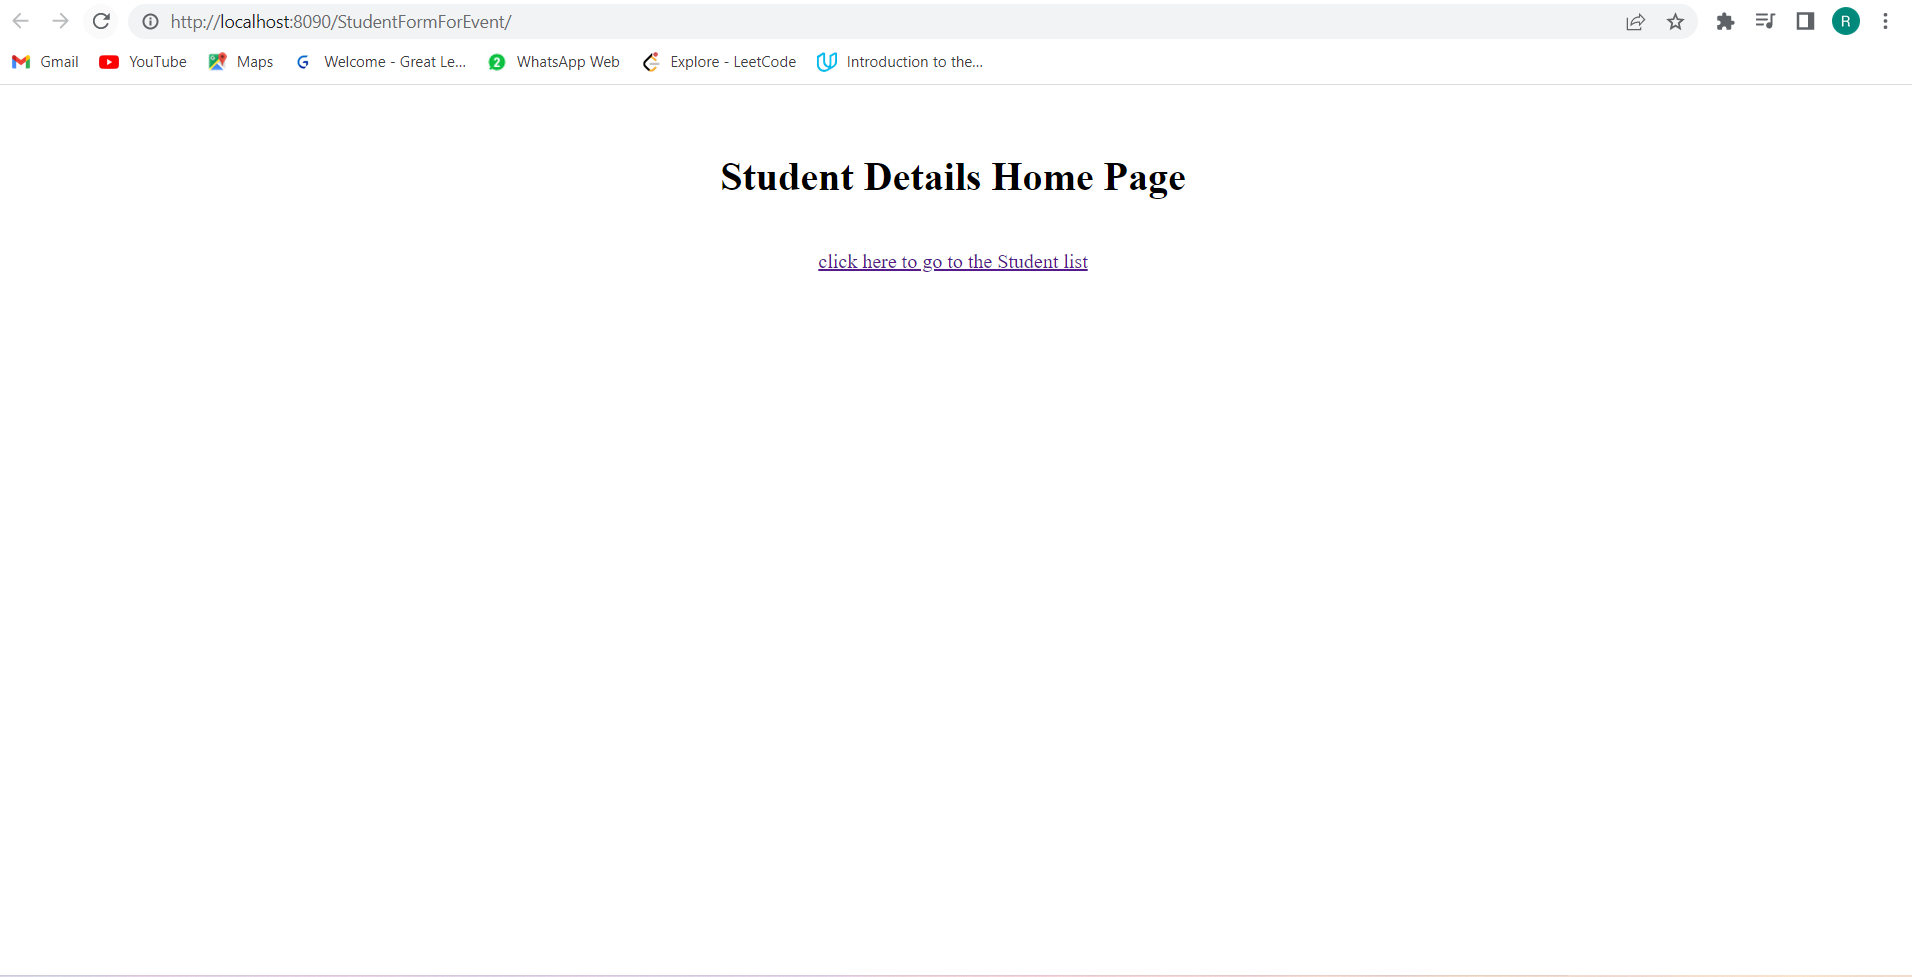 http://localhost:8090/StudentFormForEvent/
R
Gmail YouTube Maps G Welcome - Great Le... 2 WhatsApp Web Explore - LeetCode Introduction to the...
Student Details Home Page
click here to go to the Student list